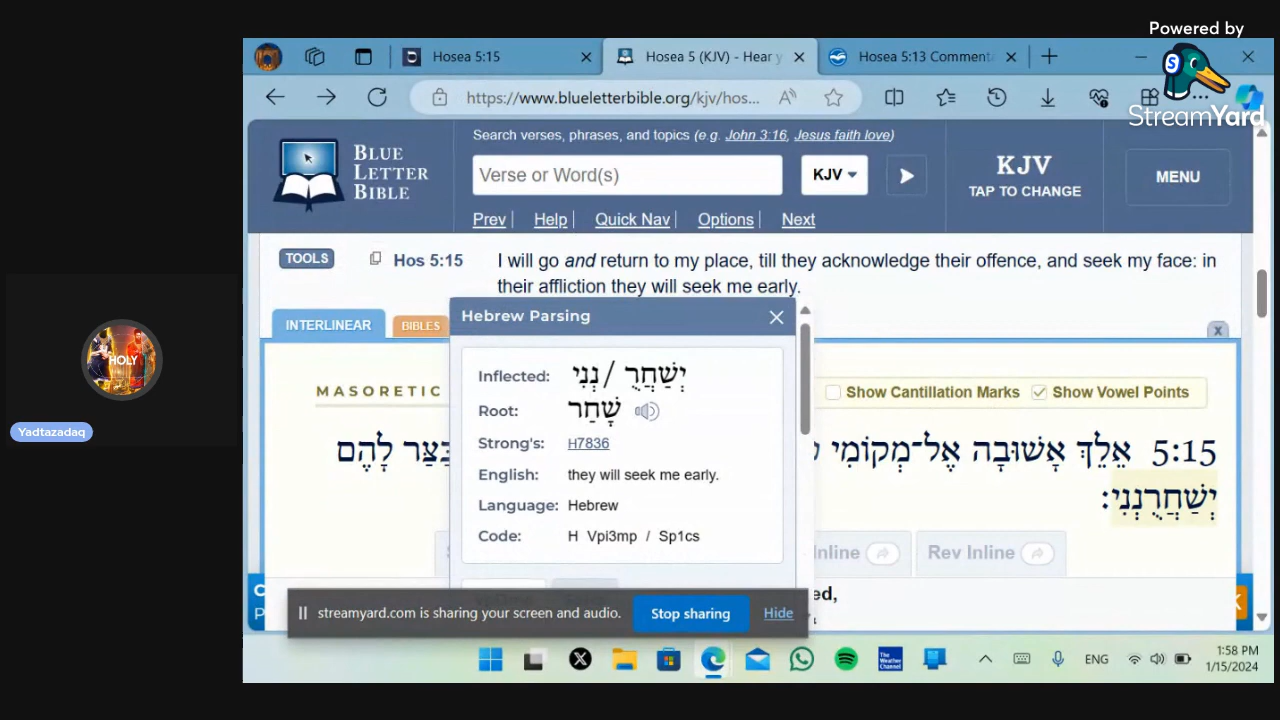 Powered by
StreamYard
Hosea 5:15
Hosea 5 (KJV) - Hear y
Hosea 5:13 Comment
https://www.blueletterbible.org/kjv/hos...
BLUE
LETTER
BIBLE
Search verses, phrases, and topics (e.g. John 3:16, Jesus faith love)
Verse or Word(s)
KJV
KJV
TAP TO CHANGE
MENU
Prev | Help | Quick Nav | Options | Next
TOOLS
Hos 5:15
I will go and return to my place, till they acknowledge their offence, and seek my face: in
their affliction they will seek me early.
INTERLINEAR
BIBLES
x
Hebrew Parsing
Inflected: יְשַׁחֲרֻ / נְנִי
Root: שָׁחַר
Strong's: H7836
English: they will seek me early.
Language: Hebrew
Code: H Vpi3mp / Sp1cs
MASORETIC
Show Cantillation Marks
Show Vowel Points
5:15 אֵלֵךְ אָשׁוּבָה אֶל־מְקוֹמִי
בַּצַּר לָהֶם
יְשַׁחֲרֻנְנִי׃
Inline
Rev Inline
ed,
streamyard.com is sharing your screen and audio.
Stop sharing
Hide
HOLY
Yadtazadaq
The
Weather
Channel
ENG
1:58 PM
1/15/2024